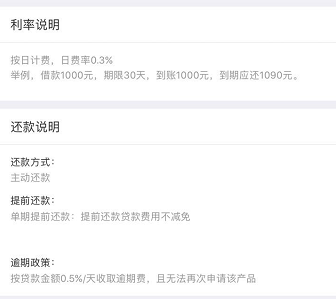 利率说明
按日计费，日费率0.3%
举例，借款1000元，期限30天，到账1000元，到期应还1090元。
还款说明
还款方式：
主动还款
提前还款：
单期提前还款：提前还款贷款费用不减免
逾期政策：
按贷款金额0.5%/天收取逾期费，且无法再次申请该产品